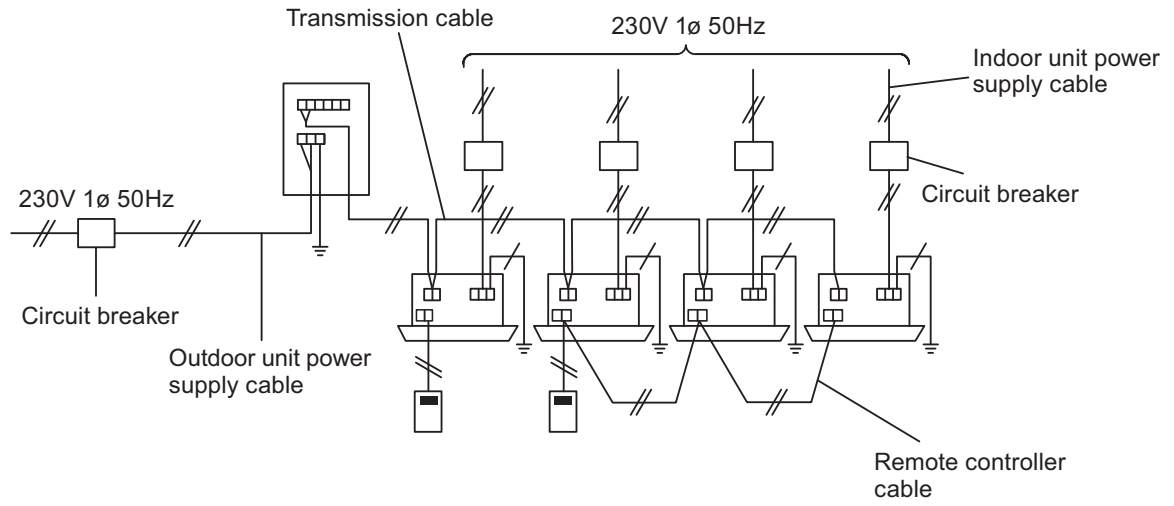 Transmission cable
230V 1ø 50Hz
Indoor unit power
supply cable
Circuit breaker
230V 1ø 50Hz
Circuit breaker
Outdoor unit power
supply cable
Remote controller
cable